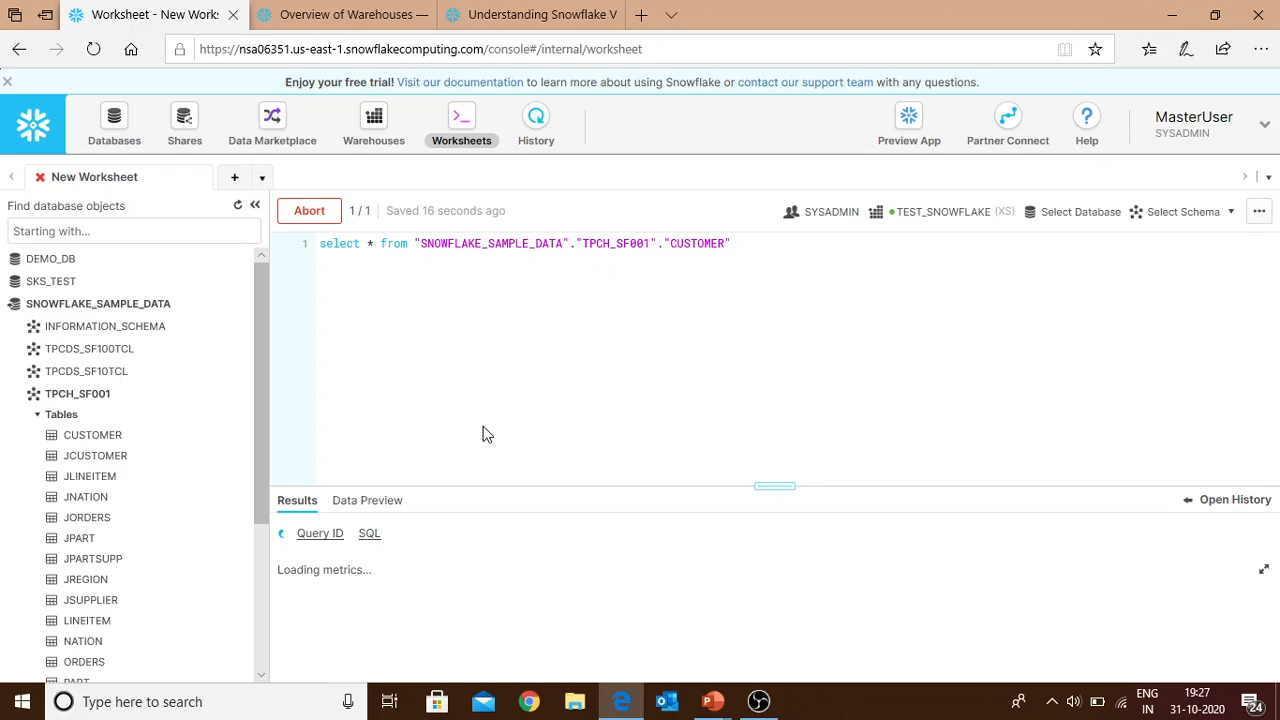 Worksheet - New Works
Overview of Warehouses —
Understanding Snowflake V
https://nsa06351.us-east-1.snowflakecomputing.com/console#/internal/worksheet
Enjoy your free trial! Visit our documentation to learn more about using Snowflake or contact our support team with any questions.
Databases
Shares
Data Marketplace
Warehouses
Worksheets
History
Preview App
Partner Connect
Help
MasterUser
SYSADMIN
New Worksheet
Find database objects
Starting with...
Abort 1 / 1 Saved 16 seconds ago
SYSADMIN TEST_SNOWFLAKE (XS) Select Database Select Schema
1 select * from "SNOWFLAKE_SAMPLE_DATA"."TPCH_SF001"."CUSTOMER"
DEMO_DB
SKS_TEST
SNOWFLAKE_SAMPLE_DATA
INFORMATION_SCHEMA
TPCDS_SF100TCL
TPCDS_SF10TCL
TPCH_SF001
Tables
CUSTOMER
JCUSTOMER
JLINEITEM
JNATION
JORDERS
JPART
JPARTSUPP
JREGION
JSUPPLIER
LINEITEM
NATION
ORDERS
PART
Results Data Preview
Open History
Query ID SQL
Loading metrics...
Type here to search
ENG
IN
19:27
31-10-2020
24